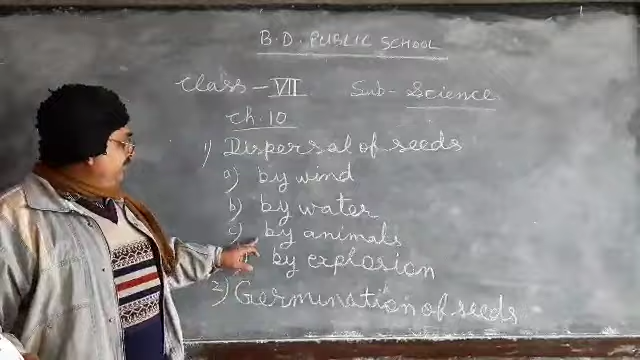 B.D. PUBLIC SCHOOL
Class - VII Sub- Science
Ch.10
1) Dispersal of seeds
a) by wind
b) by water
c) by animals
by explosion
2) Germination of seeds